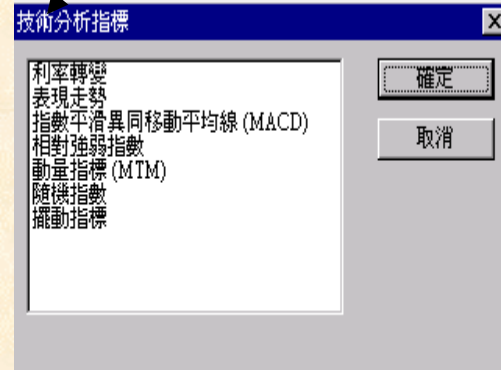 技術分析指標
利率轉變
表現走勢
指數平滑異同移動平均線 (MACD)
相對強弱指數
動量指標 (MTM)
隨機指數
擺動指標
確定
取消